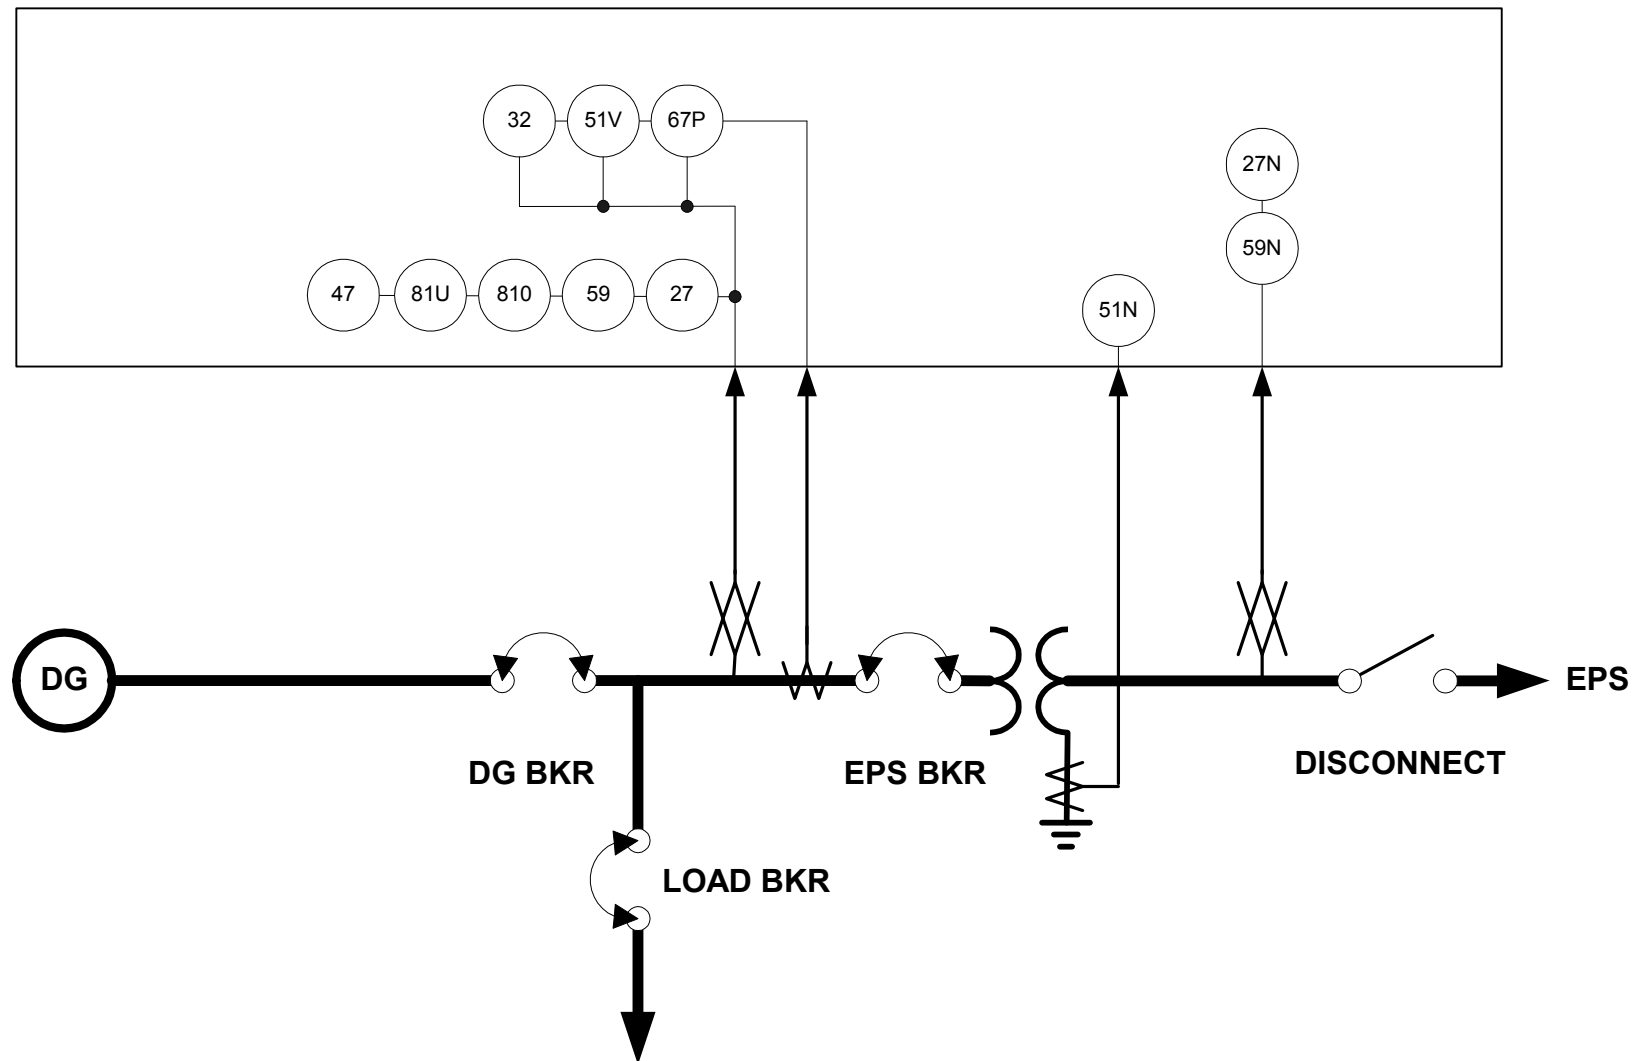 32 51V 67P
27N
59N
47 81U 810 59 27
51N
DG
EPS
DG BKR
EPS BKR
DISCONNECT
LOAD BKR